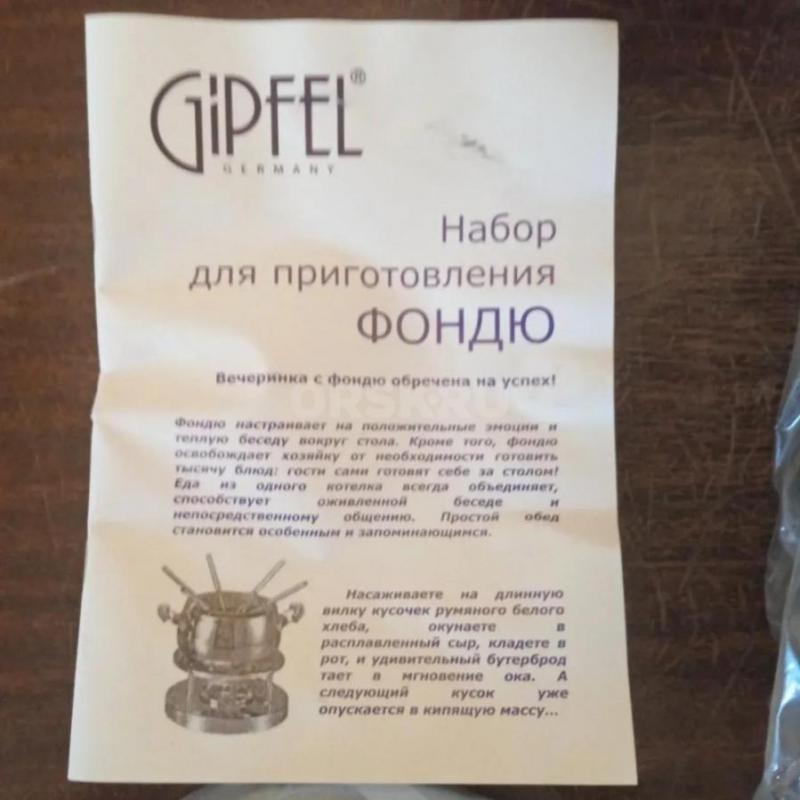 GiPFEL®
GERMANY
Набор
для приготовления
ФОНДЮ
Вечеринка с фондю обречена на успех!
ORSK.RU
Фондю настраивает на положительные эмоции и
теплую беседу вокруг стола. Кроме того, фондю
освобождает хозяйку от необходимости готовить
тысячу блюд: гости сами готовят себе за столом!
Еда из одного котелка всегда объединяет,
способствует оживленной беседе и
непосредственному общению. Простой обед
становится особенным и запоминающимся.
Насаживаете на длинную
вилку кусочек румяного белого
хлеба, окунаете в
расплавленный сыр, кладете в
рот, и удивительный бутерброд
тает в мгновение ока. А
следующий кусок уже
опускается в кипящую массу...